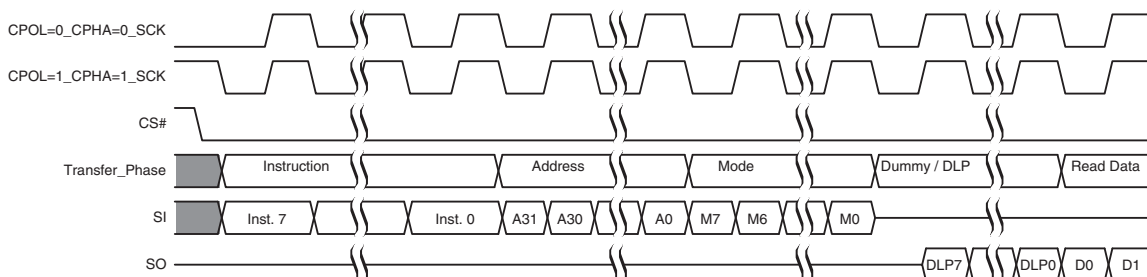 CPOL=0_CPHA=0_SCK
CPOL=1_CPHA=1_SCK
CS#
Transfer_Phase Instruction Address Mode Dummy / DLP Read Data
SI Inst. 7 Inst. 0 A31 A30 A0 M7 M6 M0
SO DLP7 DLP0 D0 D1